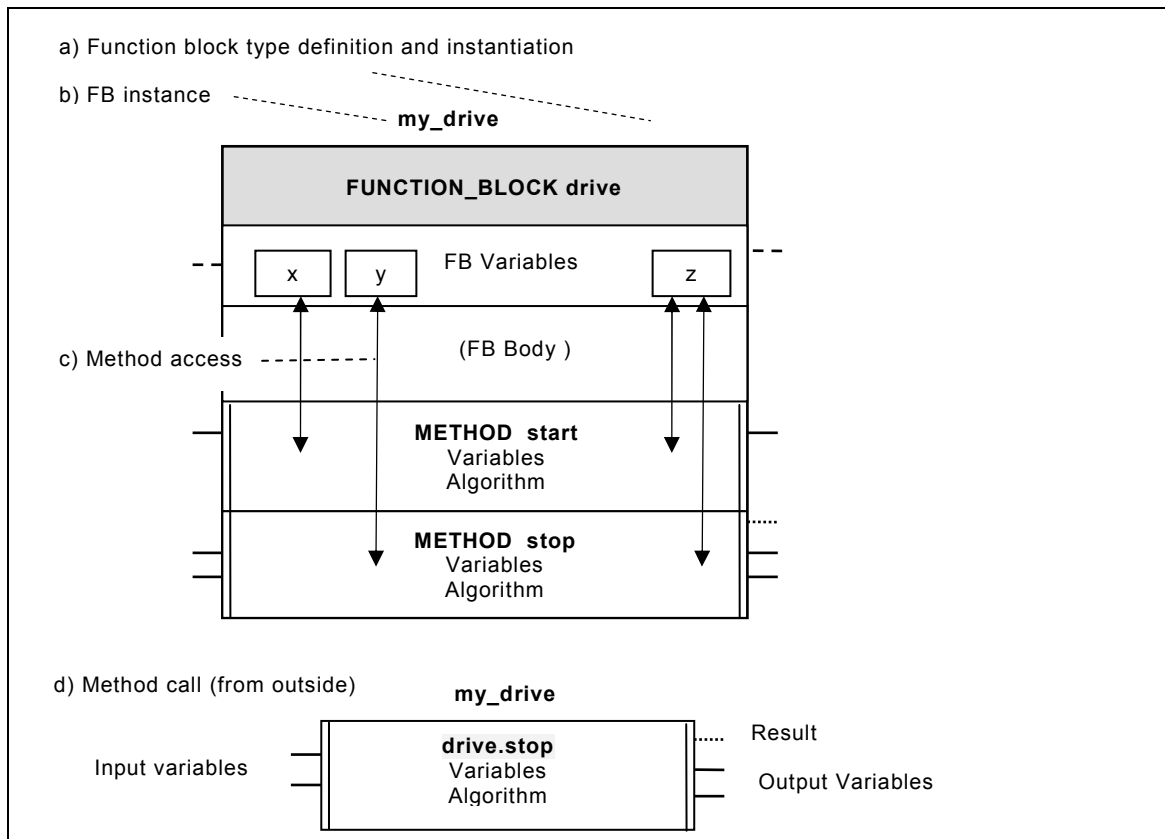 a) Function block type definition and instantiation
b) FB instance
my_drive
FUNCTION_BLOCK drive
x
y
FB Variables
z
c) Method access
(FB Body )
METHOD start
Variables
Algorithm
METHOD stop
Variables
Algorithm
d) Method call (from outside)
my_drive
Input variables
drive.stop
Variables
Algorithm
Result
Output Variables